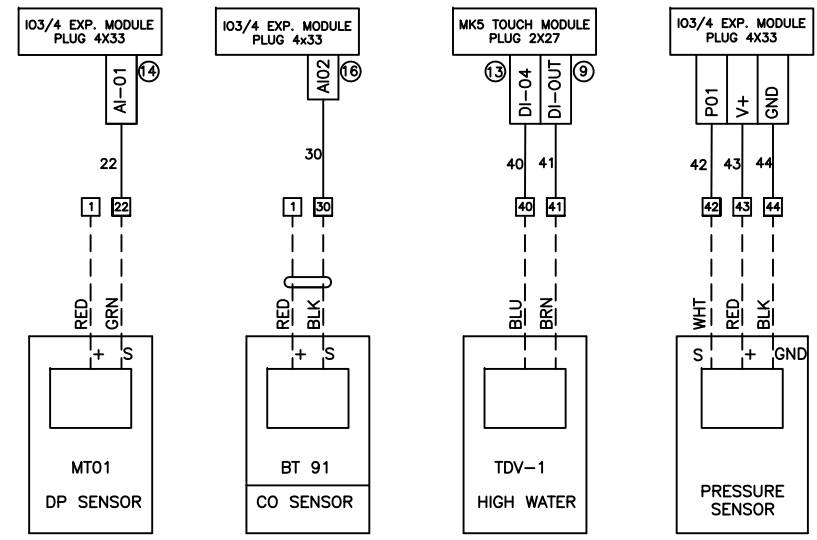 IO3/4 EXP. MODULE
PLUG 4X33
AI-01
14
22
1
22
RED
GRN
+
S
MT01
DP SENSOR
IO3/4 EXP. MODULE
PLUG 4x33
AI02
16
30
1
30
RED
BLK
+
S
BT 91
CO SENSOR
MK5 TOUCH MODULE
PLUG 2X27
13
DI-04
DI-OUT
9
40
41
40
41
BLU
BRN
TDV-1
HIGH WATER
IO3/4 EXP. MODULE
PLUG 4X33
P01
V+
GND
42
43
44
42
43
44
WHT
RED
BLK
S
+
GND
PRESSURE
SENSOR